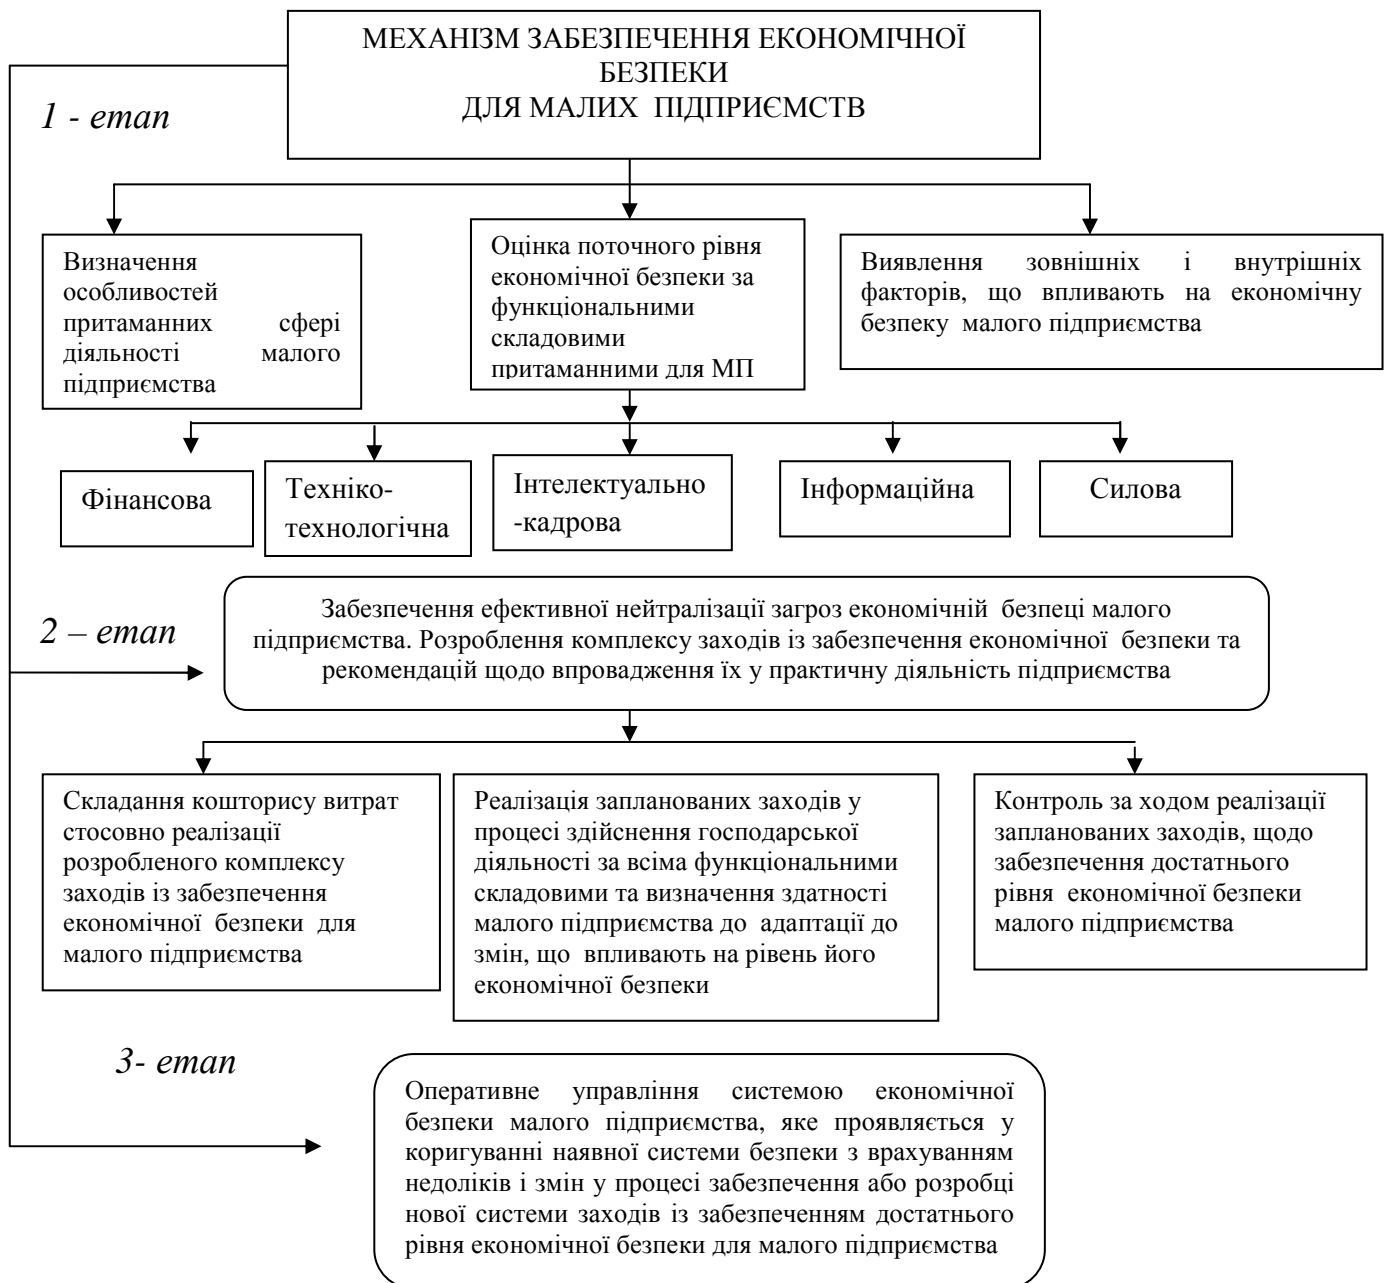 МЕХАНІЗМ ЗАБЕЗПЕЧЕННЯ ЕКОНОМІЧНОЇ
БЕЗПЕКИ
ДЛЯ МАЛИХ ПІДПРИЄМСТВ
1 - етап
Визначення
особливостей
притаманних сфері
діяльності малого
підприємства
Оцінка поточного рівня
економічної безпеки за
функціональними
складовими
притаманними для МП
Виявлення зовнішніх і внутрішніх
факторів, що впливають на економічну
безпеку малого підприємства
Фінансова
Техніко-
технологічна
Інтелектуально
-кадрова
Інформаційна
Силова
2 – етап
Забезпечення ефективної нейтралізації загроз економічній безпеці малого
підприємства. Розроблення комплексу заходів із забезпечення економічної безпеки та
рекомендацій щодо впровадження їх у практичну діяльність підприємства
Складання кошторису витрат
стосовно реалізації
розробленого комплексу
заходів із забезпечення
економічної безпеки для
малого підприємства
Реалізація запланованих заходів у
процесі здійснення господарської
діяльності за всіма функціональними
складовими та визначення здатності
малого підприємства до адаптації до
змін, що впливають на рівень його
економічної безпеки
Контроль за ходом реалізації
запланованих заходів, щодо
забезпечення достатнього
рівня економічної безпеки
малого підприємства
3- етап
Оперативне управління системою економічної
безпеки малого підприємства, яке проявляється у
коригуванні наявної системи безпеки з врахуванням
недоліків і змін у процесі забезпечення або розробці
нової системи заходів із забезпеченням достатнього
рівня економічної безпеки для малого підприємства